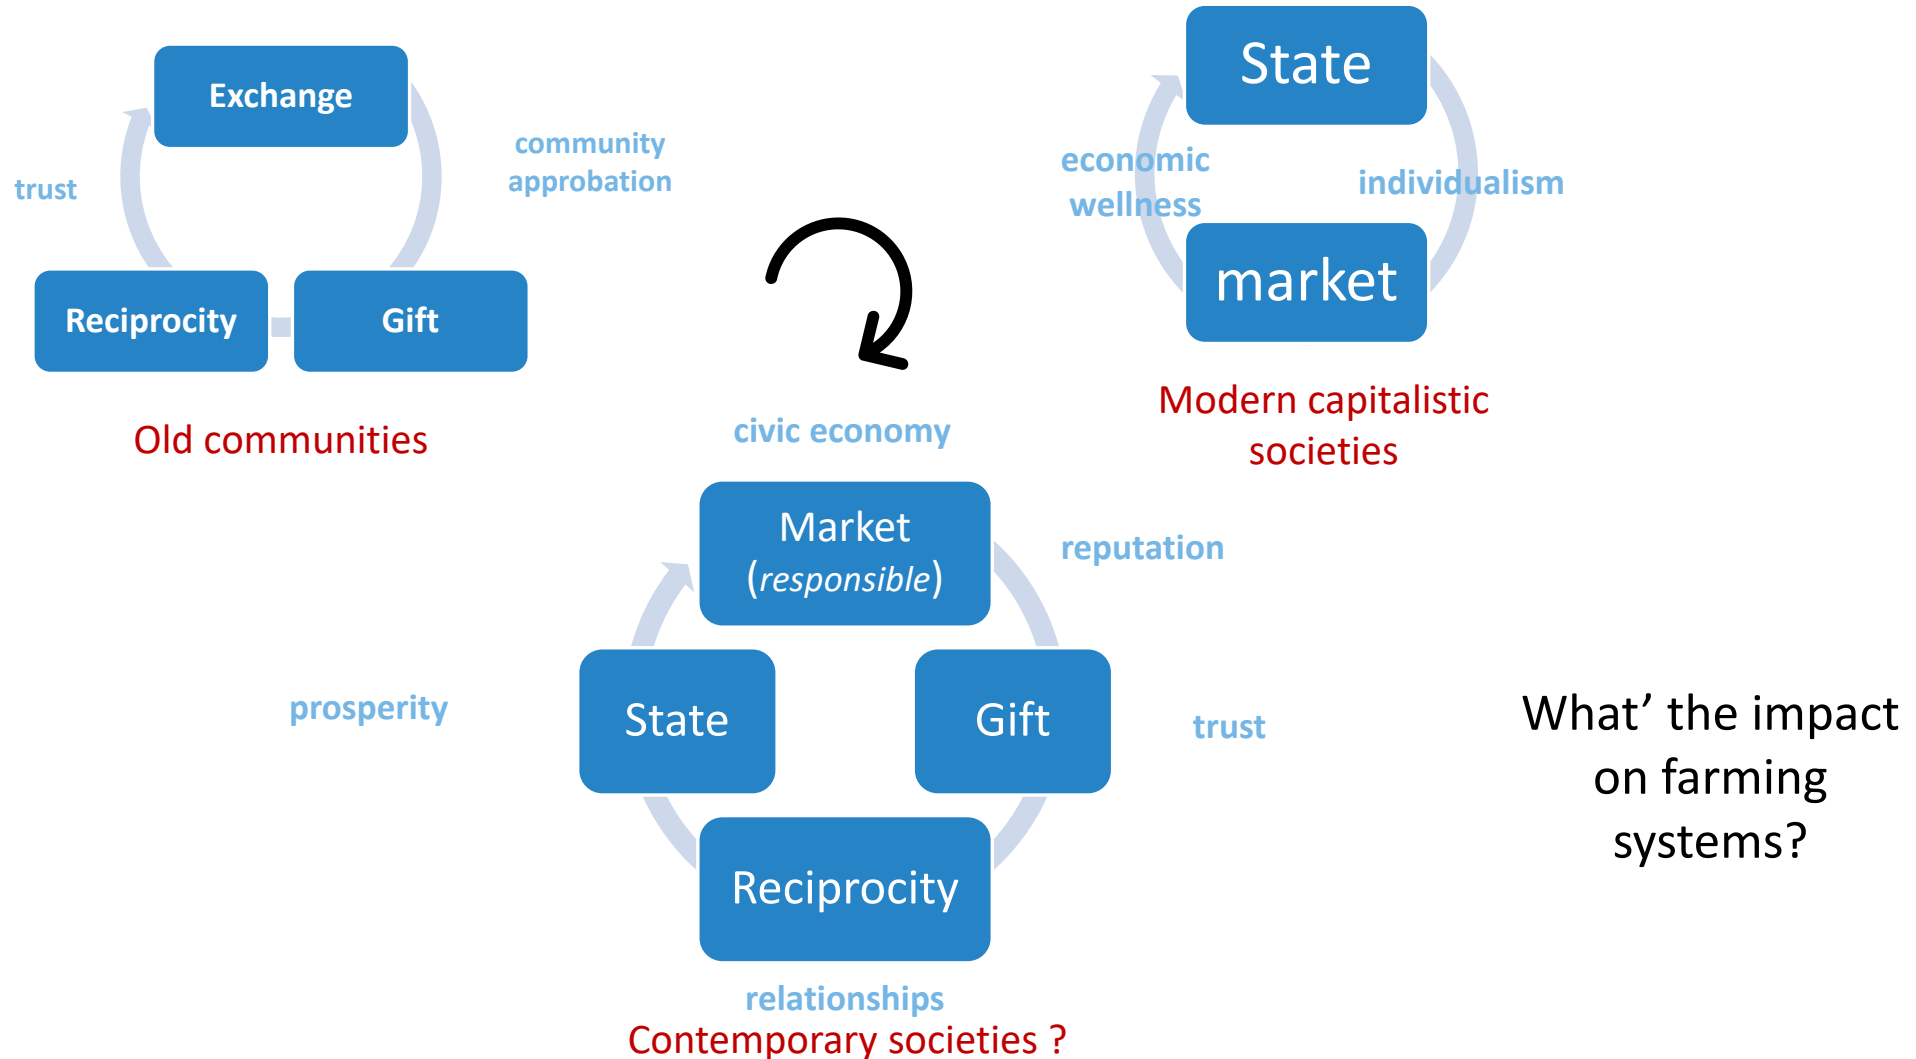 Exchange
community
approbation
trust
Reciprocity
Gift
Old communities
State
economic
wellness
individualism
market
Modern capitalistic
societies
civic economy
Market
(responsible)
reputation
prosperity
State
Gift
trust
Reciprocity
relationships
Contemporary societies ?
What’ the impact
on farming
systems?